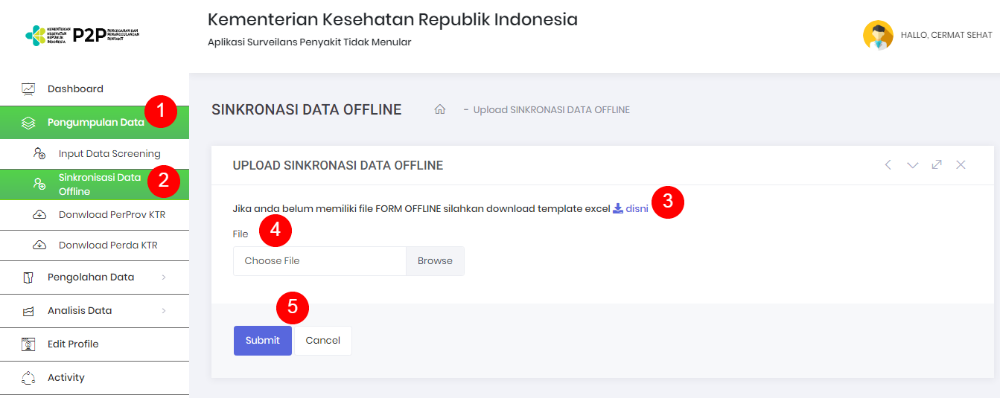 KEMENTERIAN
KESEHATAN
REPUBLIK
INDONESIA
P2P
PENCEGAHAN DAN
PENANGGULANGAN
PENYAKIT
Kementerian Kesehatan Republik Indonesia
Aplikasi Surveilans Penyakit Tidak Menular
HALLO, CERMAT SEHAT
Dashboard
Pengumpulan Data
1
Input Data Screening
Sinkronisasi Data
Offline
2
Donwload PerProv KTR
Donwload Perda KTR
Pengolahan Data
Analisis Data
Edit Profile
Activity
SINKRONASI DATA OFFLINE
- Upload SINKRONASI DATA OFFLINE
UPLOAD SINKRONASI DATA OFFLINE
Jika anda belum memiliki file FORM OFFLINE silahkan download template excel disni
3
File
4
Choose File
Browse
5
Submit
Cancel